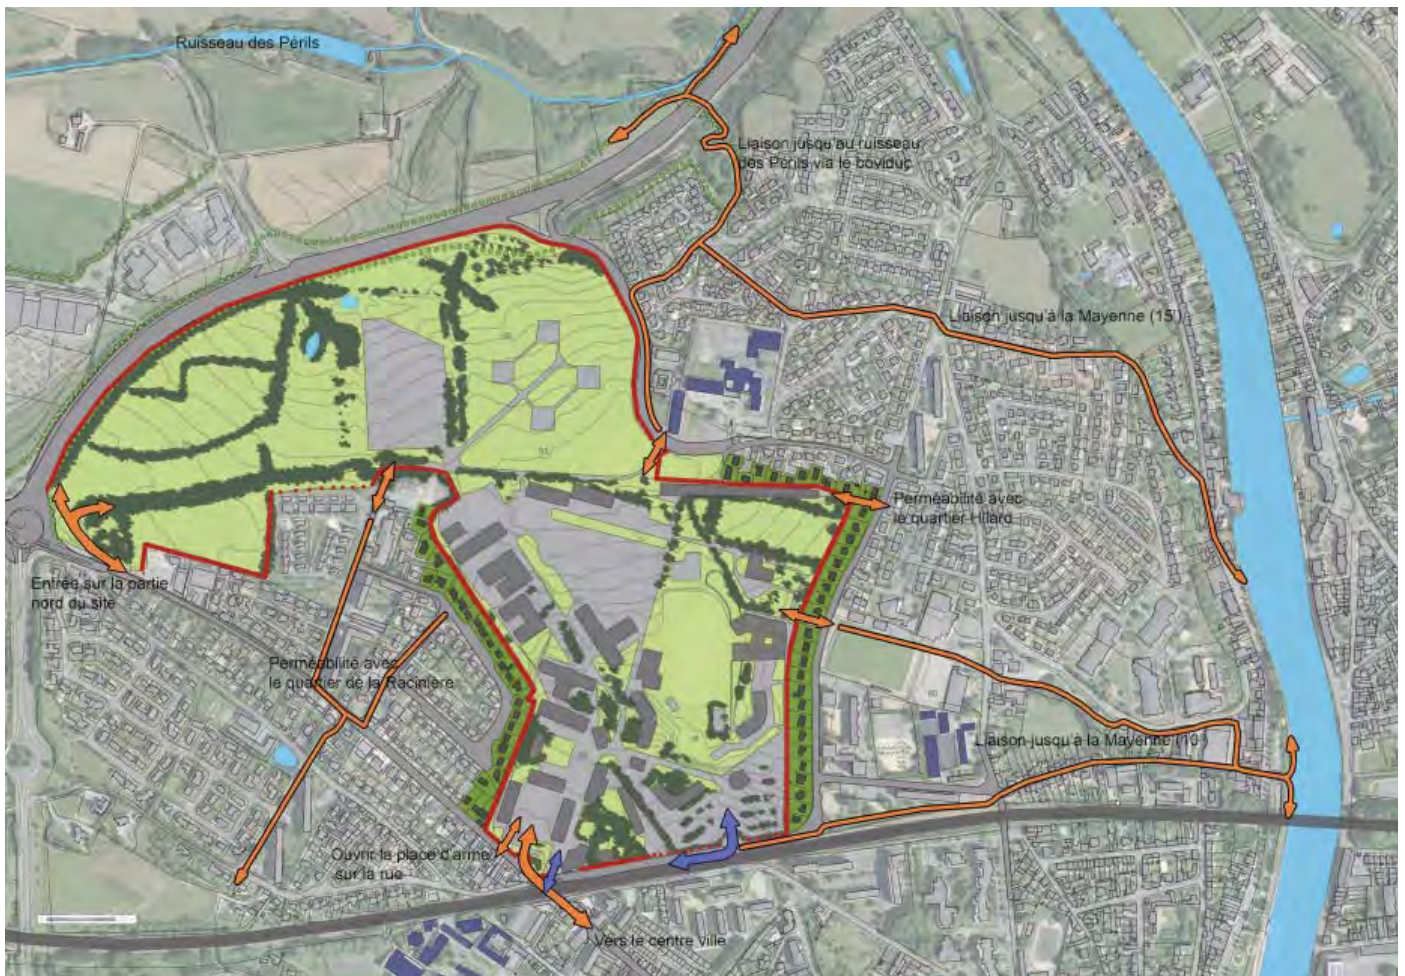 Ruisseau des Périls
Liaison jusqu'au ruisseau
des Périls via le boviduc
Liaison jusqu'à la Mayenne (15')
Perméabilité avec
le quartier Hilard
Entrée sur la partie
nord du site
Perméabilité avec
le quartier de la Racinière
Liaison jusqu'à la Mayenne (10')
Ouvrir la place d'arme
sur la rue
Vers le centre ville